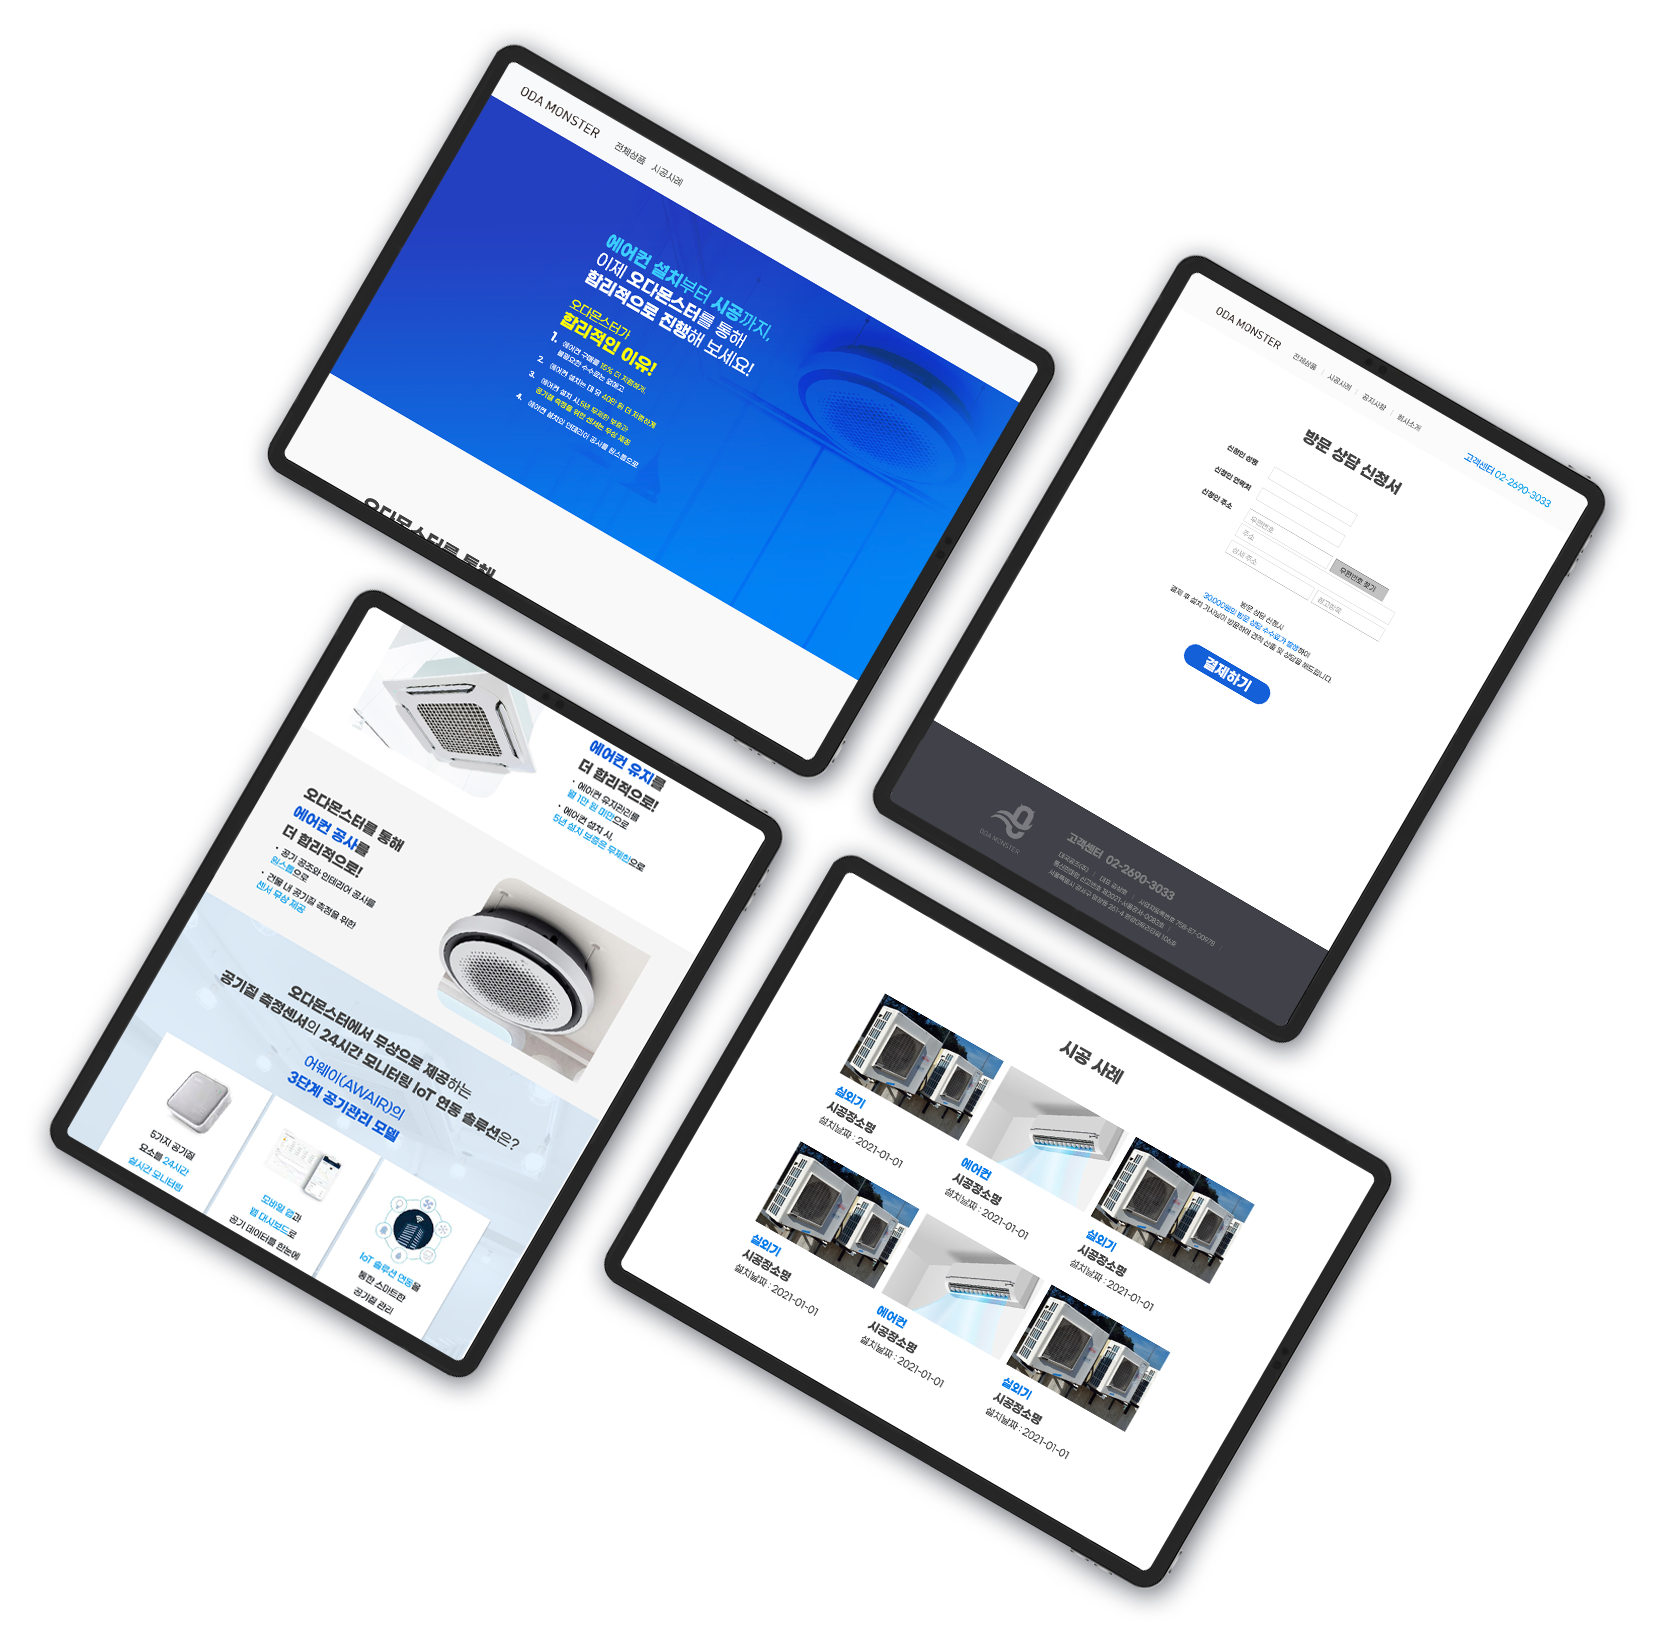 ODA MONSTER
전체상품
시공사례
에어컨 설치부터 시공까지,
이제 오다몬스터를 통해
합리적으로 진행해 보세요!
오다몬스터가
합리적인 이유!
1. 에어컨 구매를 15% 더 저렴하게
불필요한 수수료는 없애고
2. 에어컨 설치는 대 당 40만 원 더 저렴하게
3. 에어컨 설치 시 5년 무제한 보증과
공기질 측정을 위한 센서는 무상 제공
4. 에어컨 설치와 인테리어 공사를 원스톱으로
오다몬스터를 통해
ODA MONSTER
전체상품
시공사례
공지사항
회사소개
고객센터 02-2690-3033
방문 상담 신청서
신청인 성명
신청인 연락처
신청인 주소
우편번호
주소
우편번호 찾기
상세 주소
참고항목
방문 상담 신청시
30,000원의 방문 상담 수수료가 발생하며
결제 후 설치 기사님이 방문하여 견적 산출 및 상담을 해드립니다.
결제하기
ODA MONSTER
고객센터 02-2690-3033
대표 김상호
사업자등록번호 758-87-00978
에어컨 유지를
더 합리적으로!
• 에어컨 유지관리를
월 1만 원 미만으로
• 에어컨 설치 시,
5년 설치 보증은 무제한으로
오다몬스터를 통해
에어컨 공사를
더 합리적으로!
• 공기 공조와 인테리어 공사를
원스톱으로
• 건물 내 공기질 측정을 위한
센서 무상 제공
오다몬스터에서 무상으로 제공하는
공기질 측정센서의 24시간 모니터링 IoT 연동 솔루션은?
어웨이(AWAIR)의
3단계 공기관리 모델
5가지 공기질
요소를 24시간
실시간 모니터링
모바일 앱과
웹 대시보드로
공기 데이터를 한눈에
IoT 솔루션 연동을
통한 스마트한
공기질 관리
시공 사례
실외기
시공장소명
설치날짜 : 2021-01-01
에어컨
시공장소명
설치날짜 : 2021-01-01
실외기
시공장소명
설치날짜 : 2021-01-01
실외기
시공장소명
설치날짜 : 2021-01-01
에어컨
시공장소명
설치날짜 : 2021-01-01
실외기
시공장소명
설치날짜 : 2021-01-01